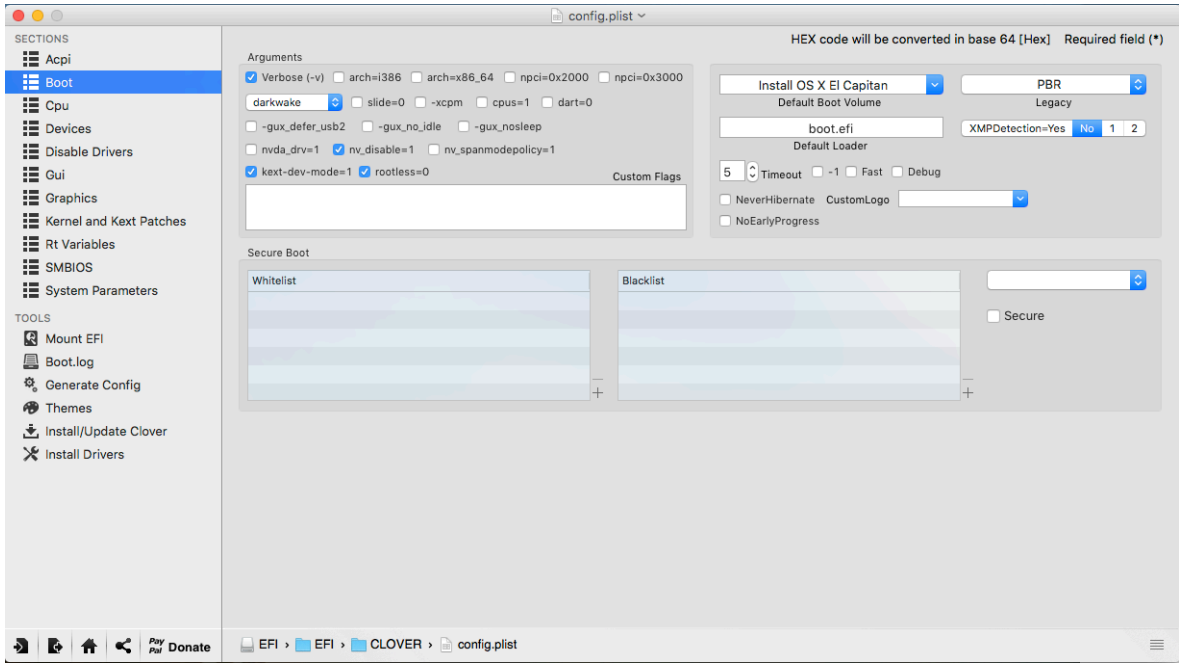 config.plist
SECTIONS
Acpi
Boot
Cpu
Devices
Disable Drivers
Gui
Graphics
Kernel and Kext Patches
Rt Variables
SMBIOS
System Parameters
TOOLS
Mount EFI
Boot.log
Generate Config
Themes
Install/Update Clover
Install Drivers
Pay Pal Donate
HEX code will be converted in base 64 [Hex] Required field (*)
Arguments
Verbose (-v) arch=i386 arch=x86_64 npci=0x2000 npci=0x3000
darkwake slide=0 -xcpm cpus=1 dart=0
-gux_defer_usb2 -gux_no_idle -gux_nosleep
nvda_drv=1 nv_disable=1 nv_spanmodepolicy=1
kext-dev-mode=1 rootless=0
Custom Flags
Install OS X El Capitan PBR
Default Boot Volume Legacy
boot.efi XMPDetection=Yes No 1 2
Default Loader
5 Timeout -1 Fast Debug
NeverHibernate CustomLogo
NoEarlyProgress
Secure Boot
Whitelist Blacklist
Secure
EFI › EFI › CLOVER › config.plist